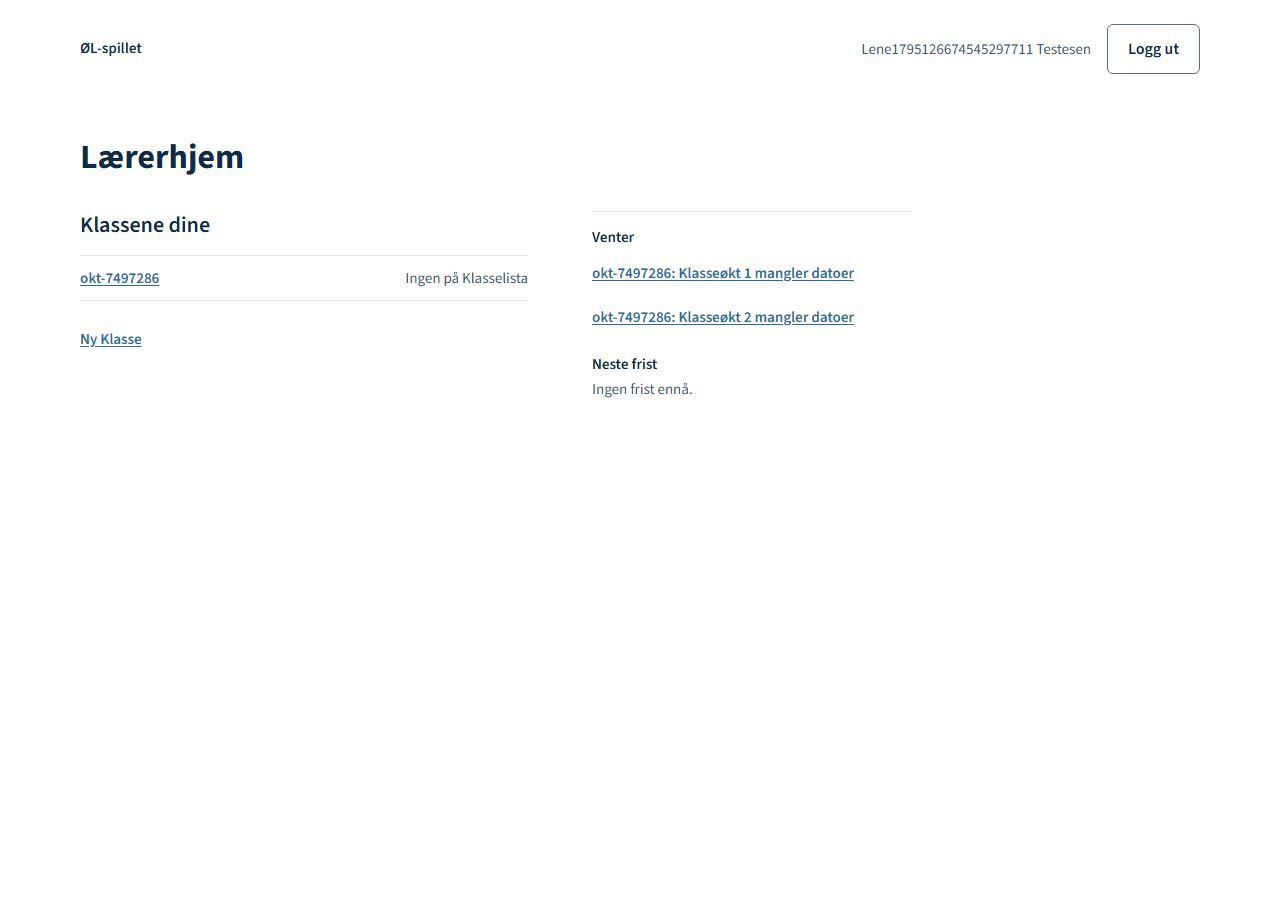 ØL-spillet
Lene1795126674545297711 Testesen
Logg ut
Lærerhjem
Klassene dine
okt-7497286
Ingen på Klasselista
Ny Klasse
Venter
okt-7497286: Klasseøkt 1 mangler datoer
okt-7497286: Klasseøkt 2 mangler datoer
Neste frist
Ingen frist ennå.